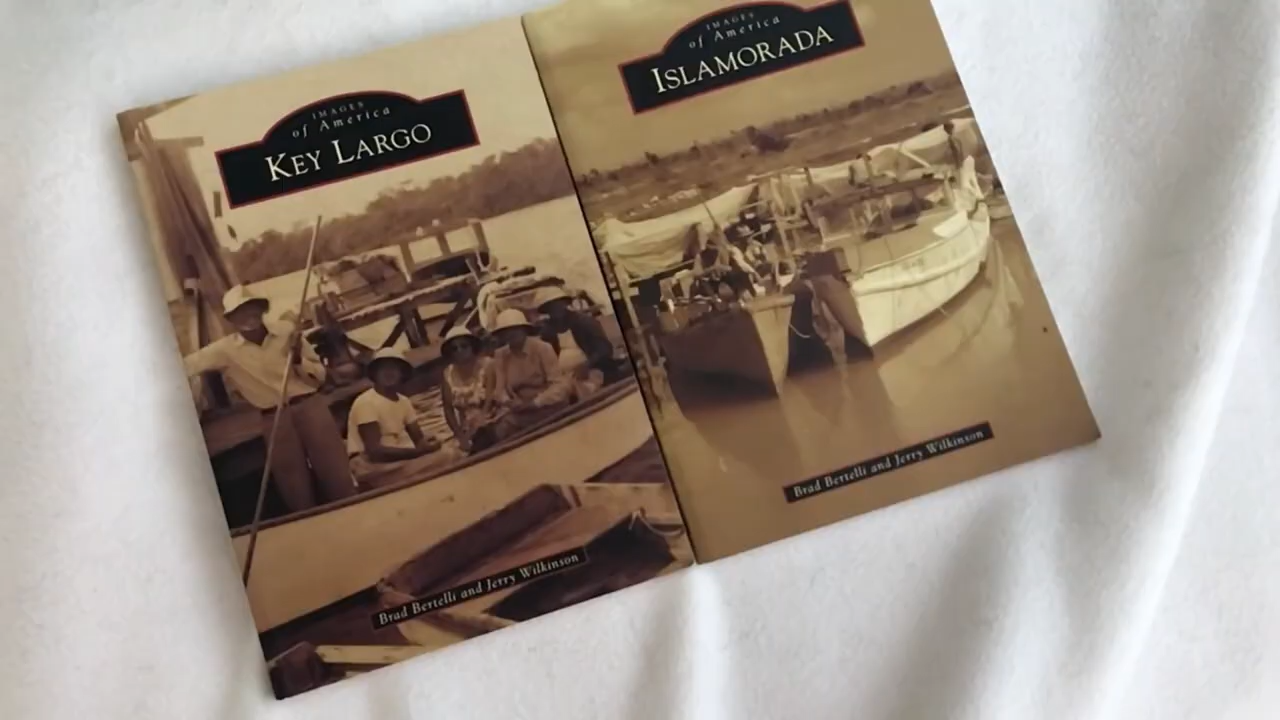 IMAGES
of America
KEY LARGO
Brad Bertelli and Jerry Wilkinson
IMAGES
of America
ISLAMORADA
Brad Bertelli and Jerry Wilkinson